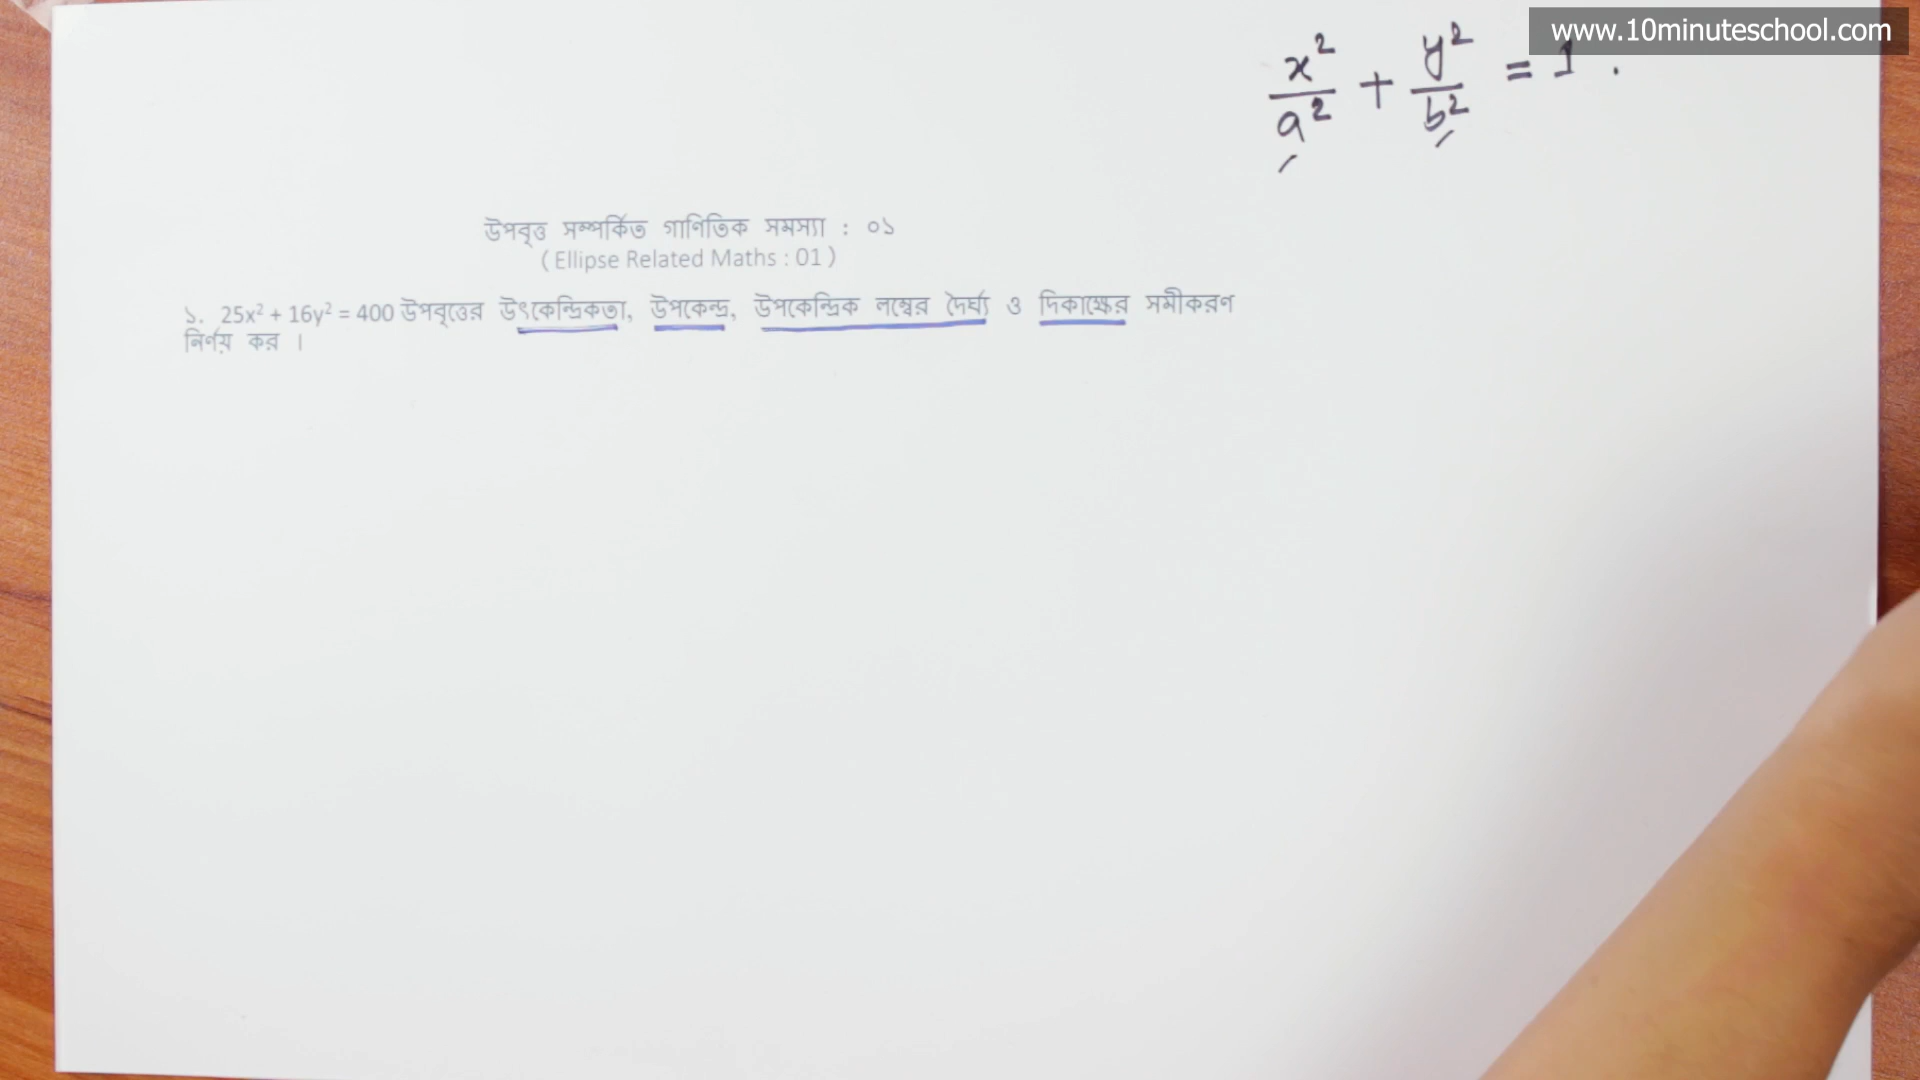 www.10minuteschool.com
x²/a² + y²/b² = 1 .
উপবৃত্ত সম্পর্কিত গাণিতিক সমস্যা : ০১
( Ellipse Related Maths : 01 )
১. 25x² + 16y² = 400 উপবৃত্তের উৎকেন্দ্রিকতা, উপকেন্দ্র, উপকেন্দ্রিক লম্বের দৈর্ঘ্য ও দিকাক্ষের সমীকরণ
নির্ণয় কর ।